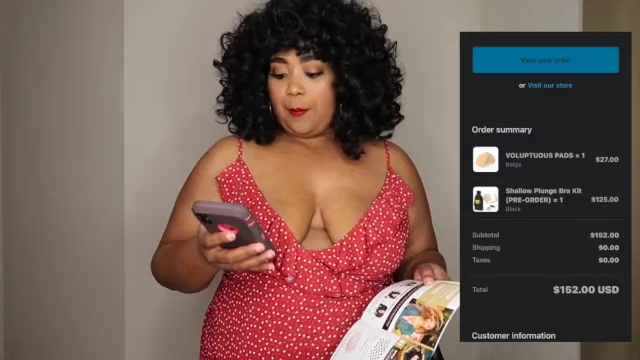 View your order
or Visit our store
Order summary
VOLUPTUOUS PADS × 1
Beige
$27.00
Shallow Plunge Bra Kit
(PRE-ORDER) × 1
Black
$125.00
Subtotal $152.00
Shipping $0.00
Taxes $0.00
Total $152.00 USD
Customer information